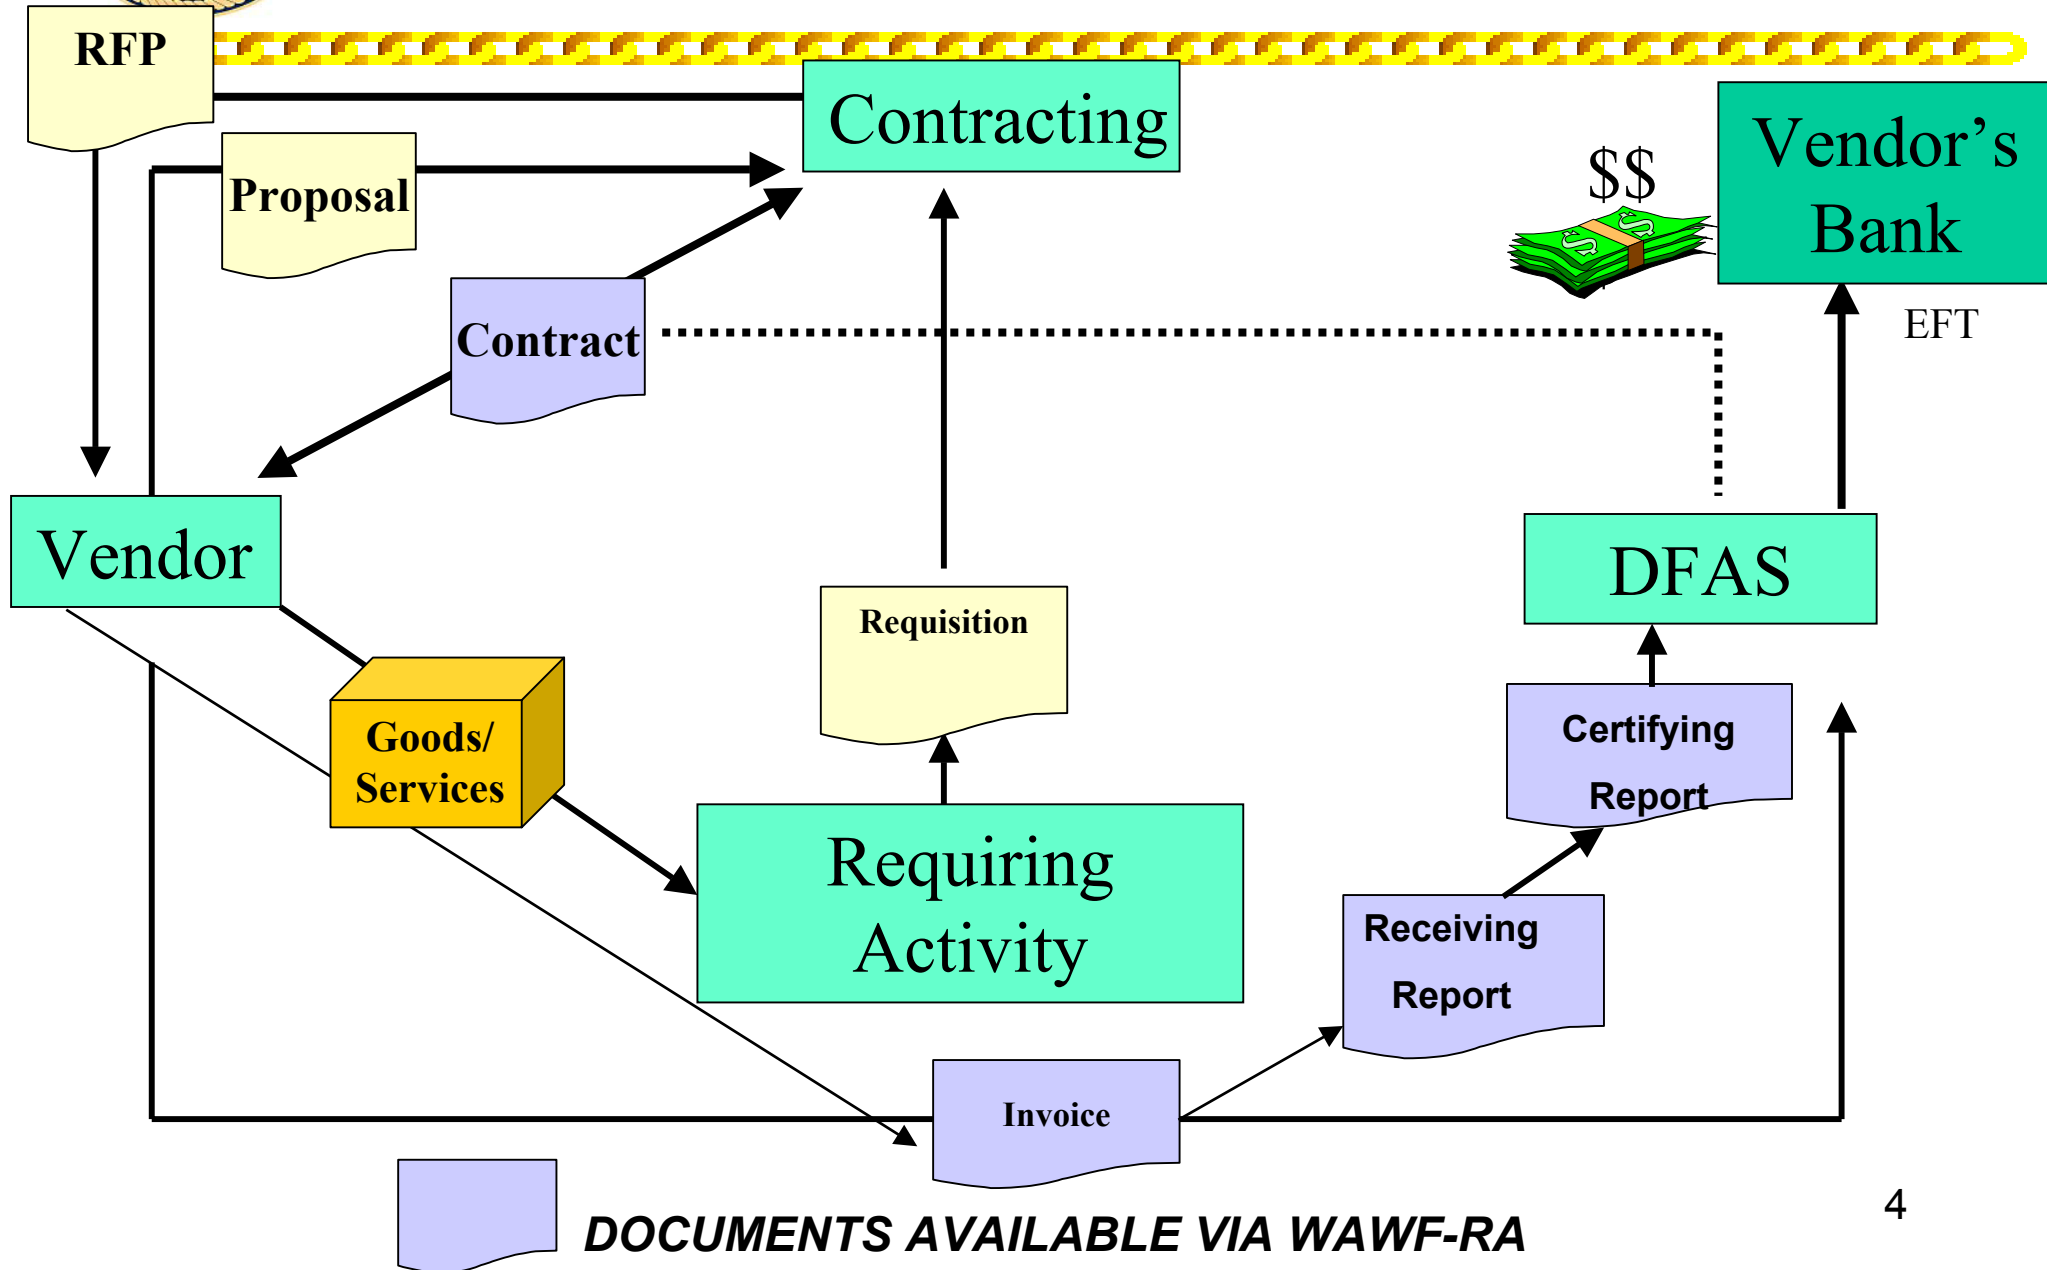 RFP
Contracting
Vendor's
Bank
$$
Proposal
EFT
Contract
Vendor
DFAS
Requisition
Goods/
Services
Certifying
Report
Requiring
Activity
Receiving
Report
Invoice
4
DOCUMENTS AVAILABLE VIA WAWF-RA